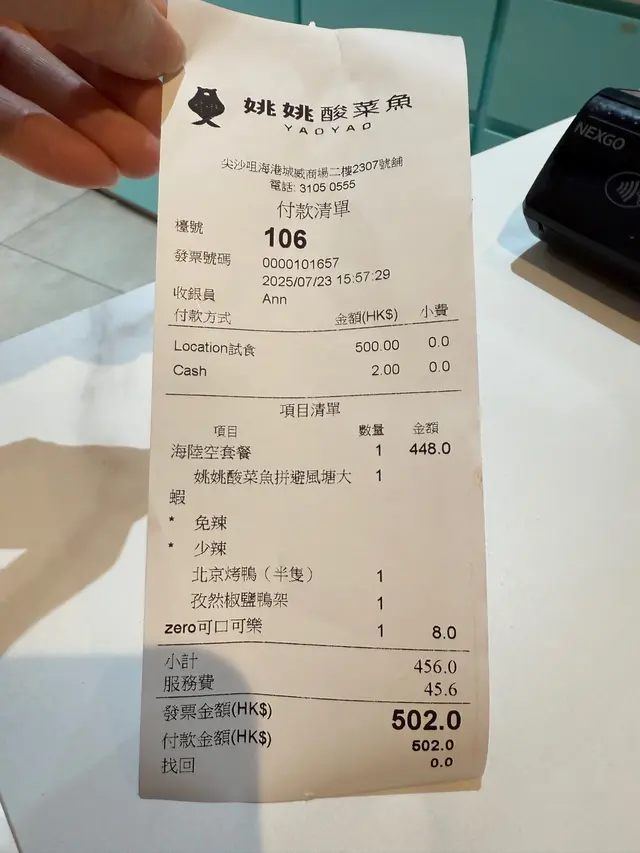 姚姚酸菜魚
YAOYAO
尖沙咀海港城威商場二樓2307號舖
電話: 3105 0555
付款清單
檯號 106
發票號碼 0000101657
2025/07/23 15:57:29
收銀員 Ann
付款方式 金額(HK$) 小費
Location試食 500.00 0.0
Cash 2.00 0.0
項目清單
項目 數量 金額
海陸空套餐 1 448.0
姚姚酸菜魚拼避風塘大 1
蝦
* 免辣
* 少辣
北京烤鴨（半隻） 1
孜然椒鹽鴨架 1
zero可口可樂 1 8.0
小計 456.0
服務費 45.6
發票金額(HK$) 502.0
付款金額(HK$) 502.0
找回 0.0
NEXGO